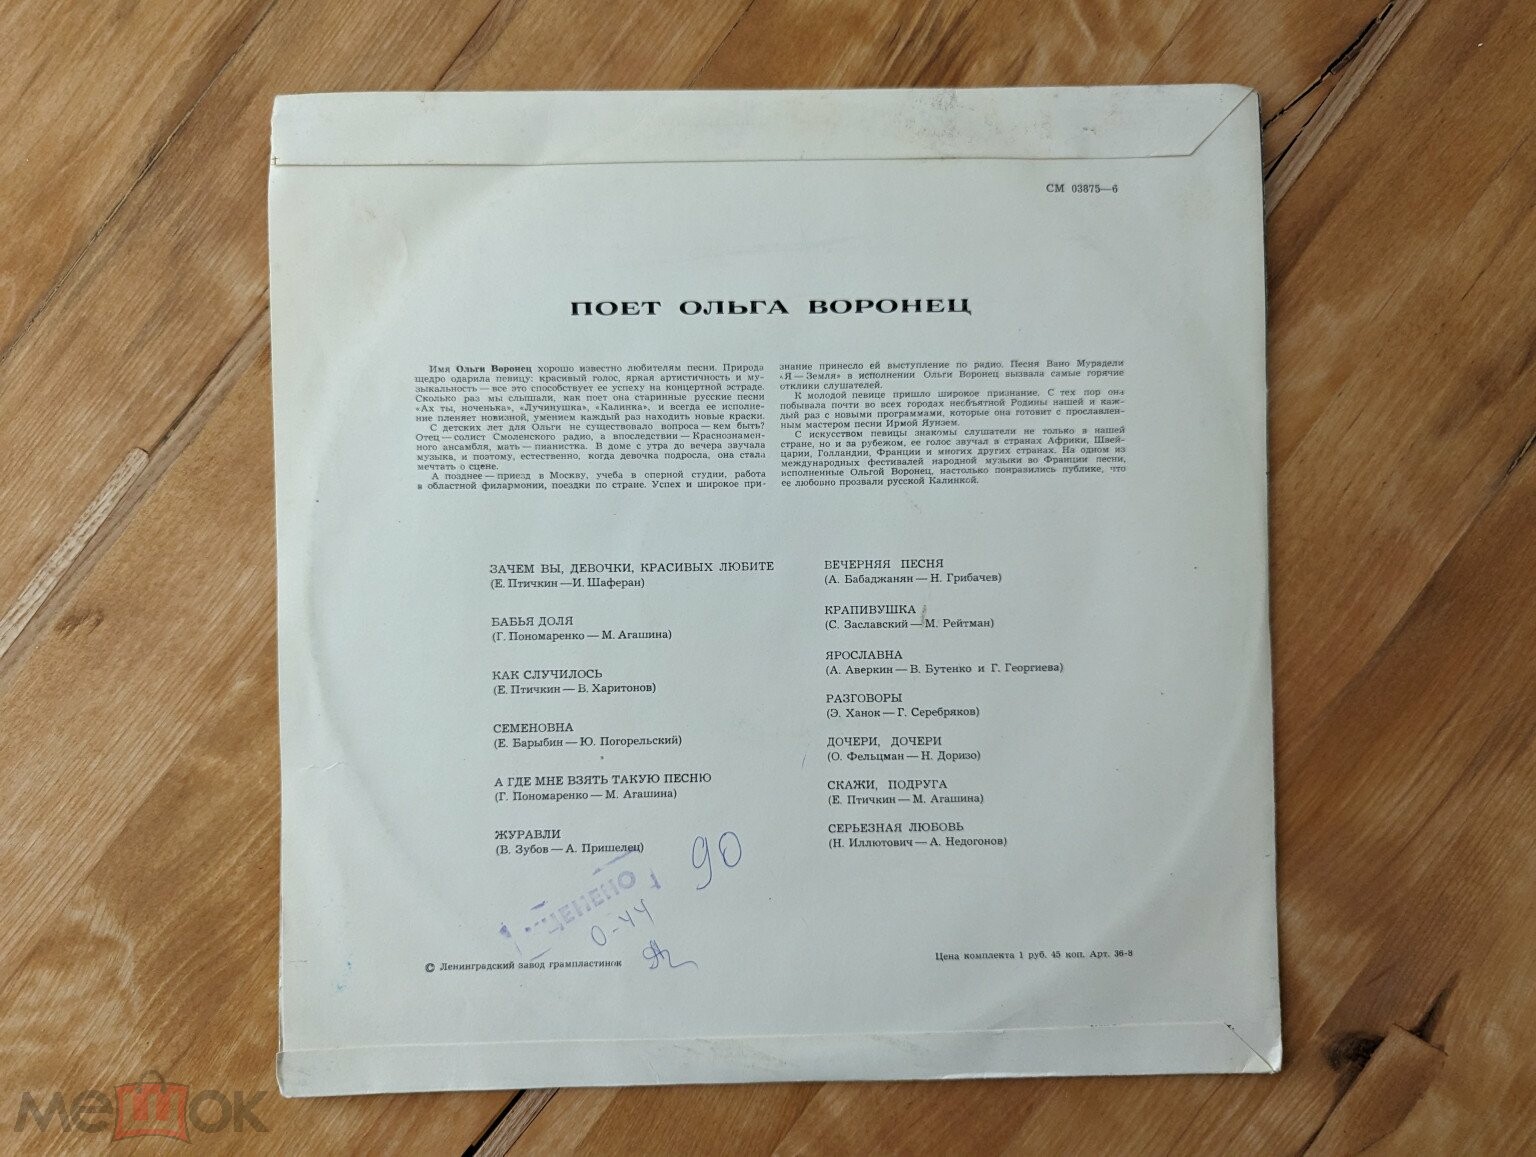 СМ 03875—6
ПОЕТ ОЛЬГА ВОРОНЕЦ
Имя Ольги Воронец хорошо известно любителям песни. Природа
щедро одарила певицу: красивый голос, яркая артистичность и му-
зыкальность — все это способствует ее успеху на концертной эстраде.
Сколько раз мы слышали, как поет она старинные русские песни
«Ах ты, ноченька», «Лучинушка», «Калинка», и всегда ее исполне-
ние пленяет новизной, умением каждый раз находить новые краски.
С детских лет для Ольги не существовало вопроса — кем быть?
Отец — солист Смоленского радио, а впоследствии — Краснознамен-
ного ансамбля, мать — пианистка. В доме с утра до вечера звучала
музыка, и поэтому, естественно, когда девочка подросла, она стала
мечтать о сцене.
А позднее — приезд в Москву, учеба в оперной студии, работа
в областной филармонии, поездки по стране. Успех и широкое при-
знание принесло ей выступление по радио. Песня Вано Мурадели
«Я — Земля» в исполнении Ольги Воронец вызвала самые горячие
отклики слушателей.
К молодой певице пришло широкое признание. С тех пор она
побывала почти во всех городах необъятной Родины нашей и каж-
дый раз с новыми программами, которые она готовит с прославлен-
ным мастером песни Ирмой Яунзем.
С искусством певицы знакомы слушатели не только в нашей
стране, но и за рубежом, ее голос звучал в странах Африки, Швей-
царии, Голландии, Франции и многих других странах. На одном из
международных фестивалей народной музыки во Франции песни,
исполненные Ольгой Воронец, настолько понравились публике, что
ее любовно прозвали русской Калинкой.
ЗАЧЕМ ВЫ, ДЕВОЧКИ, КРАСИВЫХ ЛЮБИТЕ
(Е. Птичкин — И. Шаферан)
БАБЬЯ ДОЛЯ
(Г. Пономаренко — М. Агашина)
КАК СЛУЧИЛОСЬ
(Е. Птичкин — В. Харитонов)
СЕМЕНОВНА
(Е. Барыбин — Ю. Погорельский)
А ГДЕ МНЕ ВЗЯТЬ ТАКУЮ ПЕСНЮ
(Г. Пономаренко — М. Агашина)
ЖУРАВЛИ
(В. Зубов — А. Пришелец)
ВЕЧЕРНЯЯ ПЕСНЯ
(А. Бабаджанян — Н. Грибачев)
КРАПИВУШКА
(С. Заславский — М. Рейтман)
ЯРОСЛАВНА
(А. Аверкин — В. Бутенко и Г. Георгиева)
РАЗГОВОРЫ
(Э. Ханок — Г. Серебряков)
ДОЧЕРИ, ДОЧЕРИ
(О. Фельцман — Н. Доризо)
СКАЖИ, ПОДРУГА
(Е. Птичкин — М. Агашина)
СЕРЬЕЗНАЯ ЛЮБОВЬ
(Н. Иллютович — А. Недогонов)
90
0-44
© Ленинградский завод грампластинок
Цена комплекта 1 руб. 45 коп. Арт. 36-8
мешок